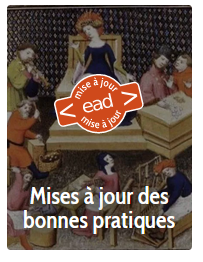 mise à jour
< ead >
mise à jour
Mises à jour des
bonnes pratiques